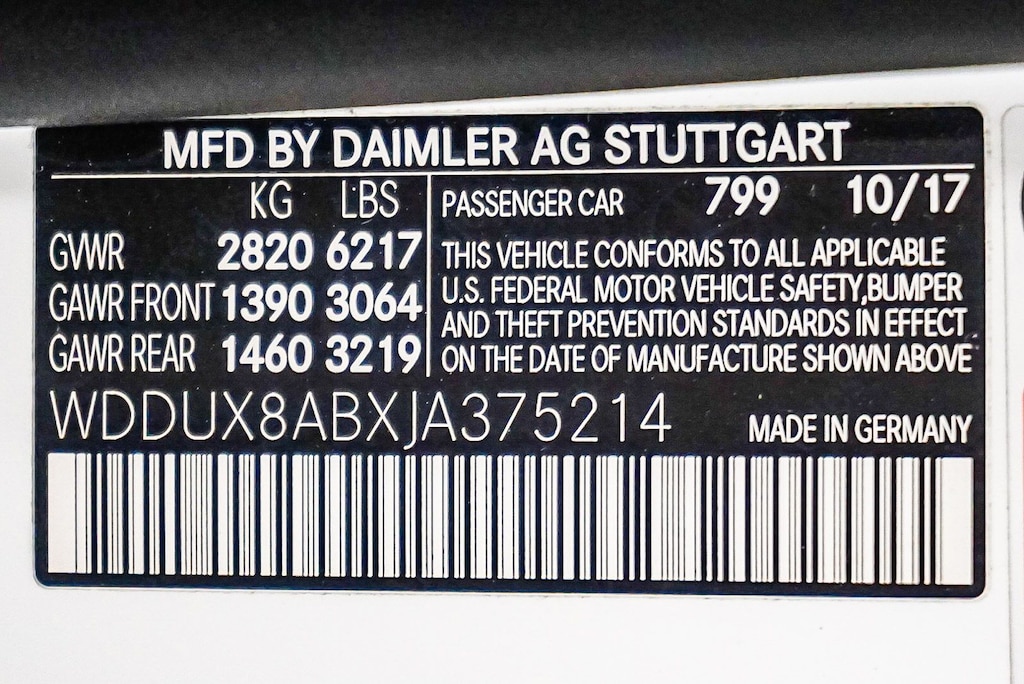 MFD BY DAIMLER AG STUTTGART
KG LBS
GVWR 2820 6217
GAWR FRONT 1390 3064
GAWR REAR 1460 3219
PASSENGER CAR 799 10/17
THIS VEHICLE CONFORMS TO ALL APPLICABLE
U.S. FEDERAL MOTOR VEHICLE SAFETY,BUMPER
AND THEFT PREVENTION STANDARDS IN EFFECT
ON THE DATE OF MANUFACTURE SHOWN ABOVE
WDDUX8ABXJA375214
MADE IN GERMANY